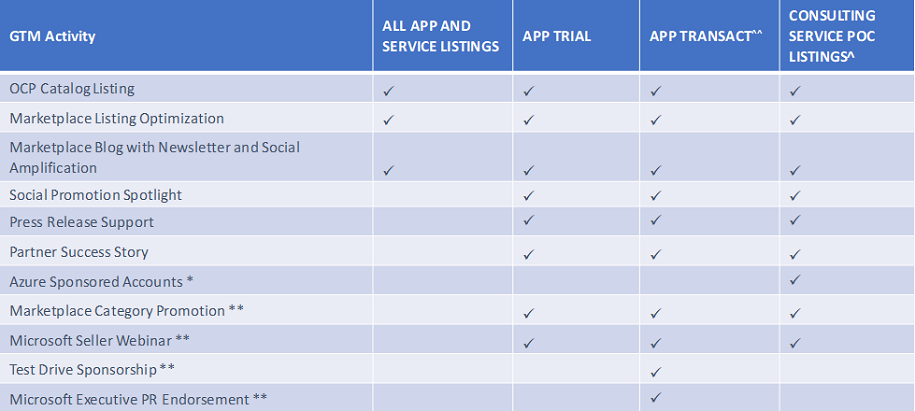 GTM Activity
ALL APP AND
SERVICE LISTINGS
APP TRIAL
APP TRANSACT^^
CONSULTING
SERVICE POC
LISTINGS^
OCP Catalog Listing
✓ ✓ ✓ ✓
Marketplace Listing Optimization
✓ ✓ ✓ ✓
Marketplace Blog with Newsletter and Social
Amplification
✓ ✓ ✓ ✓
Social Promotion Spotlight
✓ ✓ ✓
Press Release Support
✓ ✓ ✓
Partner Success Story
✓ ✓ ✓
Azure Sponsored Accounts *
✓
Marketplace Category Promotion **
✓ ✓ ✓
Microsoft Seller Webinar **
✓ ✓ ✓
Test Drive Sponsorship **
✓
Microsoft Executive PR Endorsement **
✓